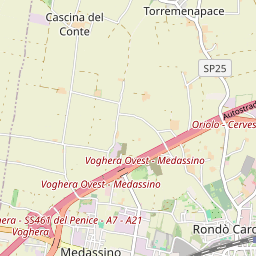 Cascina del
Conte
Torremenapace
SP25
Autostrad
Oriolo - Cerves
Voghera Ovest - Medassino
Voghera Ovest - Medassino
hera - SS461 del Penice - A7 - A21
Voghera
Medassino
Rondò Caro